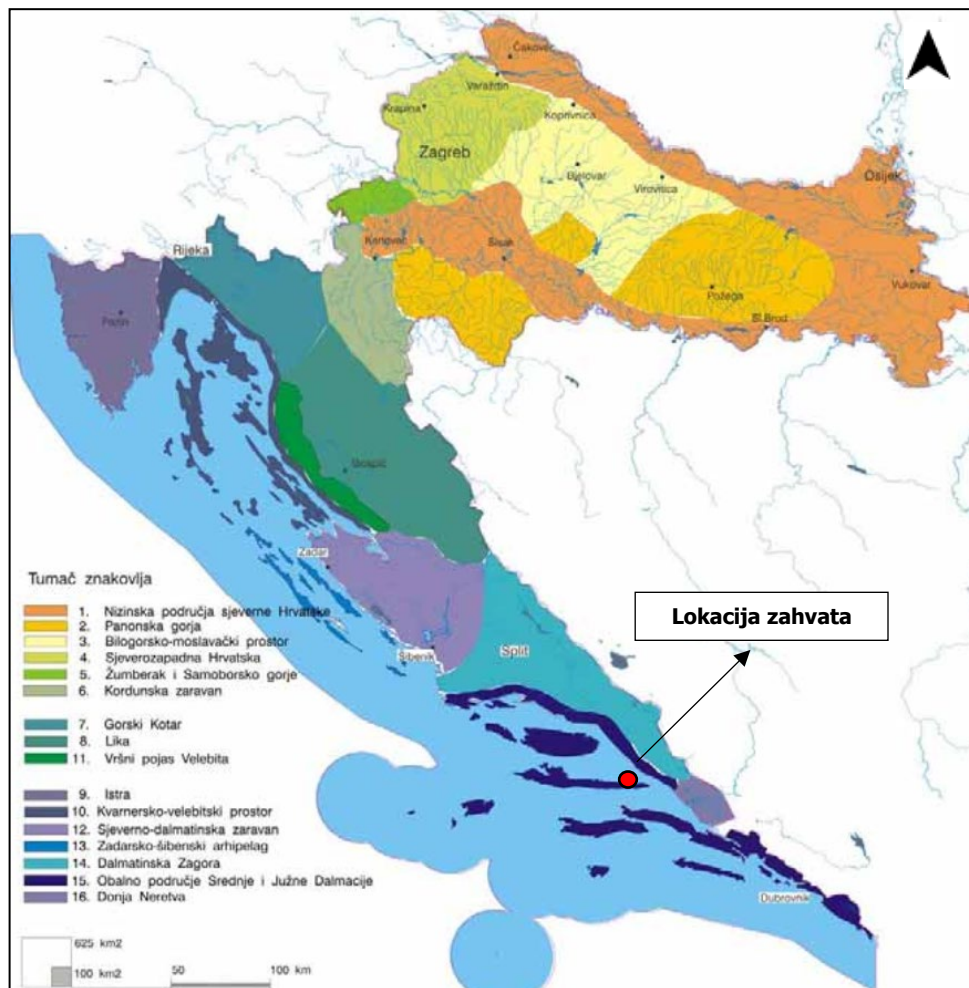 Čakovec
Varaždin
Krapina
Koprivnica
Zagreb
Bjelovar
Virovitica
Osijek
Rijeka
Karlovac
Sisak
Požega
Vukovar
Sl.Brod
Pazin
Gospić
Zadar
Šibenik
Split
Lokacija zahvata
Dubrovnik
Tumač znakovlja
1. Nizinska područja sjeverne Hrvatske
2. Panonska gorja
3. Bilogorsko-moslavački prostor
4. Sjeverozapadna Hrvatska
5. Žumberak i Samoborsko gorje
6. Kordunska zaravan
7. Gorski Kotar
8. Lika
11. Vršni pojas Velebita
9. Istra
10. Kvarnersko-velebitski prostor
12. Sjeverno-dalmatinska zaravan
13. Zadarsko-šibenski arhipelag
14. Dalmatinska Zagora
15. Obalno područje Srednje i Južne Dalmacije
16. Donja Neretva
625 km2
100 km2
50
100 km